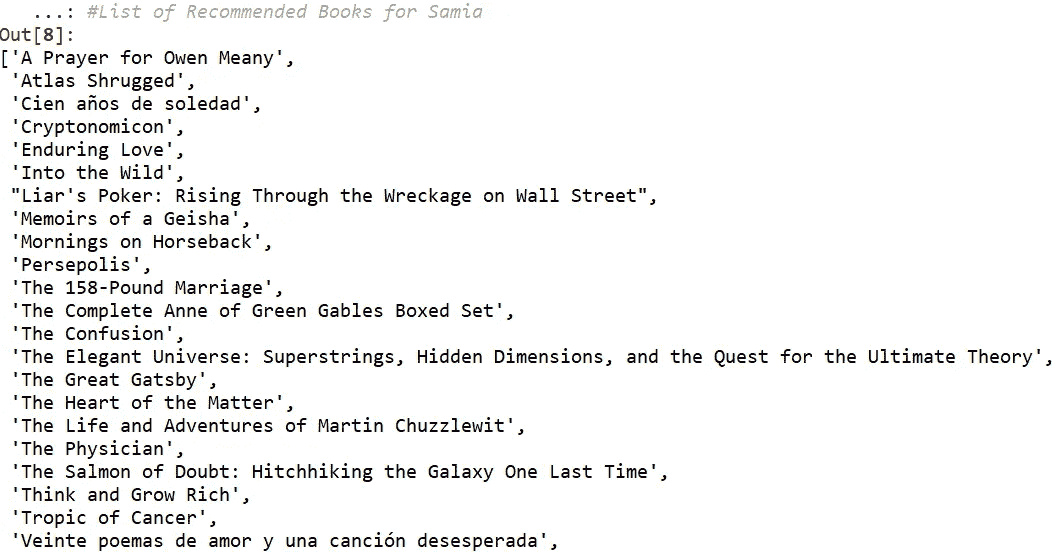 ...: #List of Recommended Books for Samia
Out[8]:
['A Prayer for Owen Meany',
'Atlas Shrugged',
'Cien años de soledad',
'Cryptonomicon',
'Enduring Love',
'Into the Wild',
"Liar's Poker: Rising Through the Wreckage on Wall Street",
'Memoirs of a Geisha',
'Mornings on Horseback',
'Persepolis',
'The 158-Pound Marriage',
'The Complete Anne of Green Gables Boxed Set',
'The Confusion',
'The Elegant Universe: Superstrings, Hidden Dimensions, and the Quest for the Ultimate Theory',
'The Great Gatsby',
'The Heart of the Matter',
'The Life and Adventures of Martin Chuzzlewit',
'The Physician',
'The Salmon of Doubt: Hitchhiking the Galaxy One Last Time',
'Think and Grow Rich',
'Tropic of Cancer',
'Veinte poemas de amor y una canción desesperada',